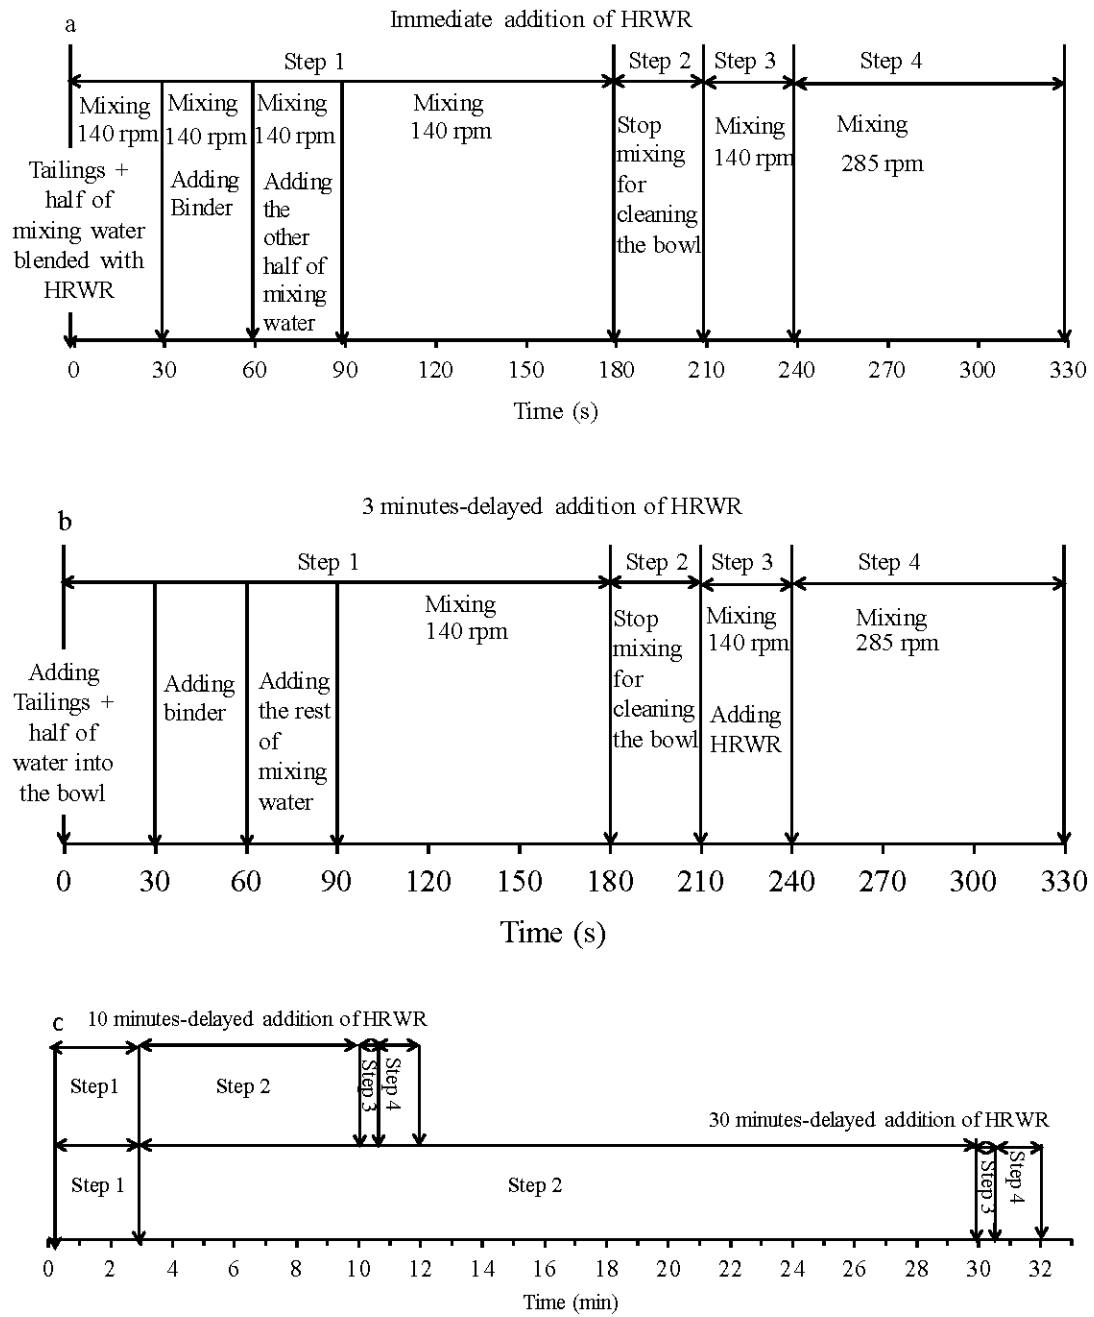 a
Immediate addition of HRWR
Step 1
Step 2
Step 3
Step 4
Mixing
140 rpm
Mixing
140 rpm
Mixing
140 rpm
Mixing
140 rpm
Tailings +
half of
mixing water
blended with
HRWR
Adding
Binder
Adding
the
other
half of
mixing
water
Stop
mixing
for
cleaning
the bowl
Mixing
140 rpm
Mixing
285 rpm
0 30 60 90 120 150 180 210 240 270 300 330
Time (s)
b
3 minutes-delayed addition of HRWR
Step 1
Step 2
Step 3
Step 4
Adding
Tailings +
half of
water into
the bowl
Adding
binder
Adding
the rest
of
mixing
water
Mixing
140 rpm
Stop
mixing
for
cleaning
the bowl
Mixing
140 rpm
Adding
HRWR
Mixing
285 rpm
0 30 60 90 120 150 180 210 240 270 300 330
Time (s)
c
10 minutes-delayed addition of HRWR
Step1
Step 2
Step 3
Step 4
30 minutes-delayed addition of HRWR
Step 1
Step 2
Step 3
Step 4
0 2 4 6 8 10 12 14 16 18 20 22 24 26 28 30 32
Time (min)